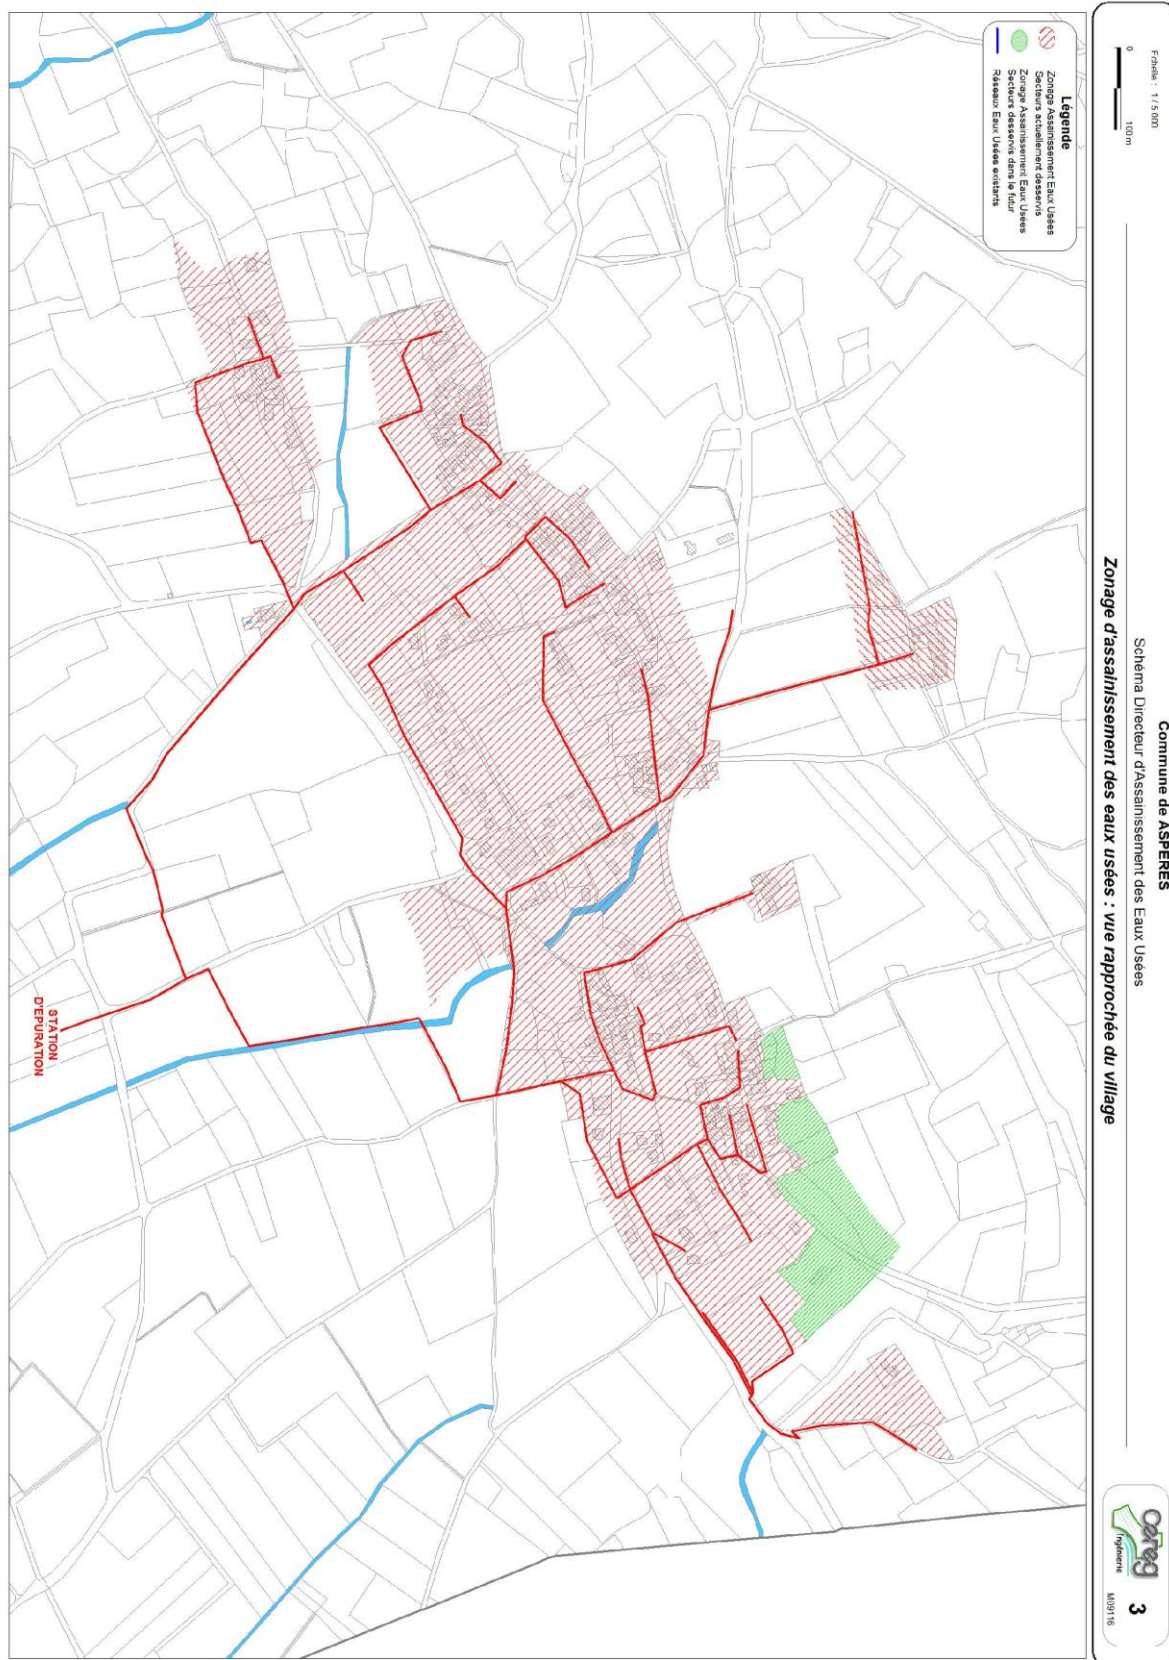 Commune de ASPERES
Schéma Directeur d'Assainissement des Eaux Usées
Zonage d'assainissement des eaux usées : vue rapprochée du village
Echelle : 1 / 5 000
0 100 m
Cereg
Ingénierie
3
M09116
Légende
Zonage Assainissement Eaux Usées
Secteurs actuellement desservis
Zonage Assainissement Eaux Usées
Secteurs desservis dans le futur
Réseaux Eaux Usées existants
STATION
D'EPURATION